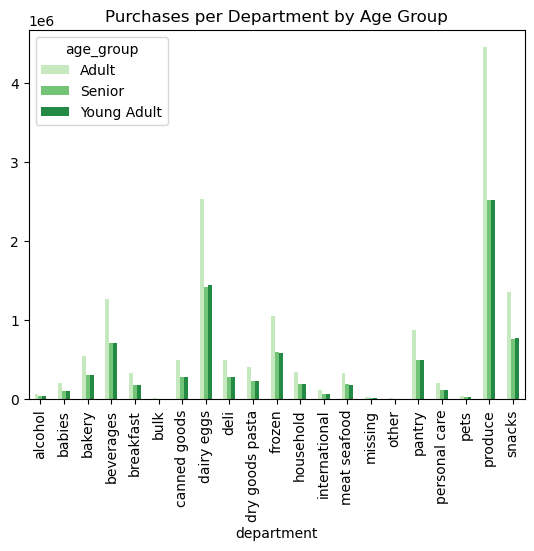 Purchases per Department by Age Group
1e6
age_group
Adult
Senior
Young Adult
4
3
2
1
0
alcohol
babies
bakery
beverages
breakfast
bulk
canned goods
dairy eggs
deli
dry goods pasta
frozen
household
international
meat seafood
missing
other
pantry
personal care
pets
produce
snacks
department